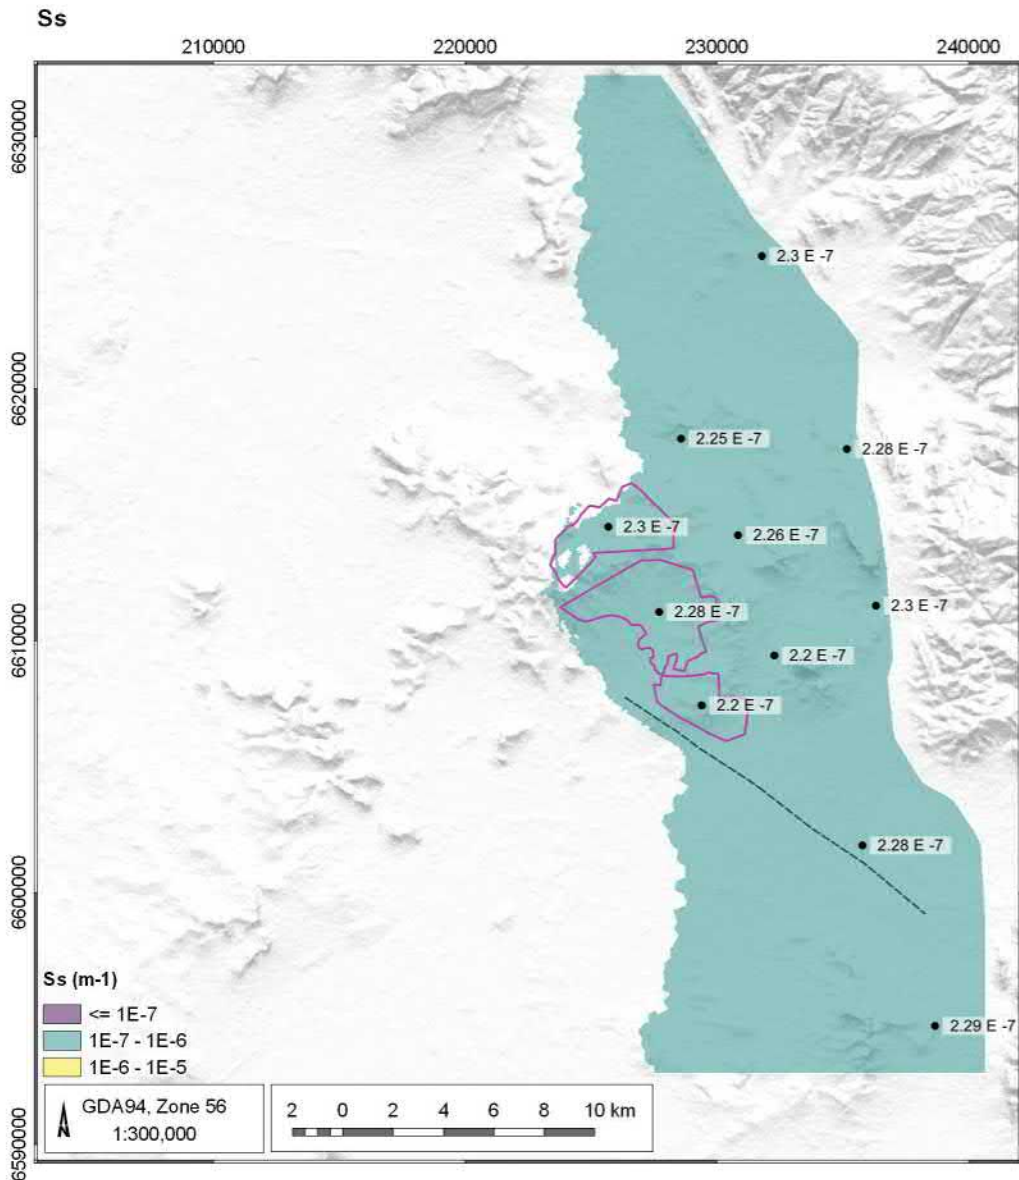 Ss
210000 220000 230000 240000
6630000
2.3 E -7
6620000
2.25 E -7
2.28 E -7
2.3 E -7
2.26 E -7
2.28 E -7
2.3 E -7
6610000
2.2 E -7
2.2 E -7
2.28 E -7
6600000
Ss (m-1)
<= 1E-7
1E-7 - 1E-6
2.29 E -7
1E-6 - 1E-5
GDA94, Zone 56
1:300,000
N
2 0 2 4 6 8 10 km
6590000